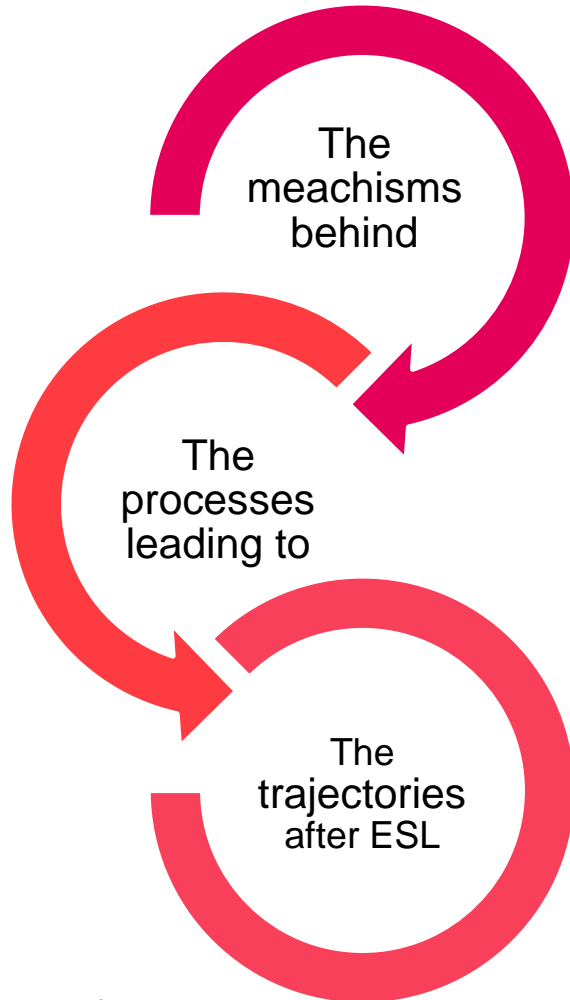 The
meachisms
behind
The
processes
leading to
The
trajectories
after ESL